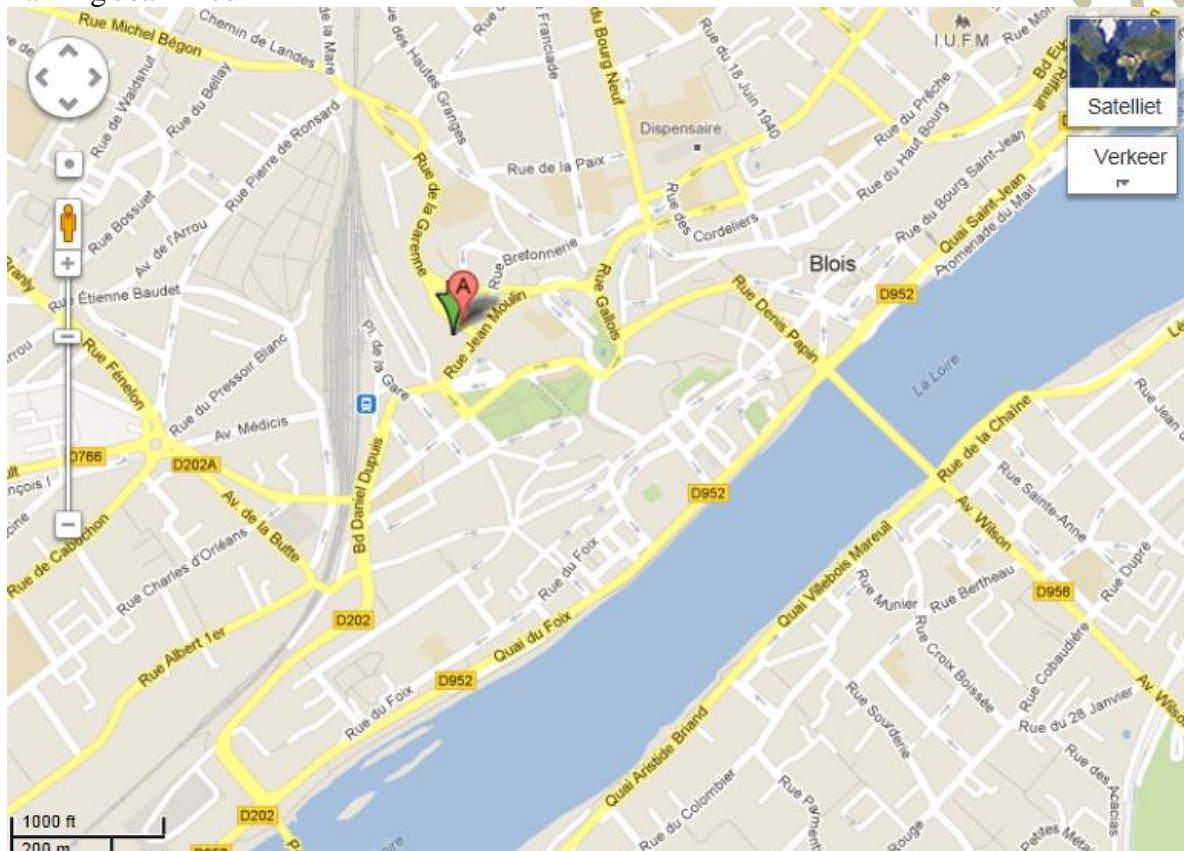 Rue Michel Bégon
Chemin de Landes
de la Mare
Rue des Hautes Granges
Franciade
du Bourg Neuf
Rue du 18 Juin 1940
I.U.F.M
Satelliet
Verkeer
Rue de Waldshut
Rue du Bellay
Rue Pierre de Ronsard
Dispensaire
Rue du Prêche
Rue du Haut Bourg
Rue de la Paix
Rue Bossuet
Rue de la Garenne
Rue des Cordeliers
Rue du Bourg Saint-Jean
Quai Saint-Jean
Promenade du Mail
Av. de l'Arrou
Rue Bretonnerie
Blois
Rue Étienne Baudet
A
Rue Gallois
Rue Denis Papin
D952
Rue Jean Moulin
Pl. de la Gare
Rue Fénelon
Rue du Pressoir Blanc
La Loire
Av. Médicis
Rue de la Chaîne
D766
D202A
D952
Bd Daniel Dupuis
Av. de la Butte
Av. Wilson
Rue Sainte-Anne
Rue de Cabochon
Rue Charles d'Orléans
Rue du Foix
Quai Villebois Mareuil
Rue Munier
Rue Bertheau
Rue Dupré
D956
D202
Rue Albert 1er
Quai du Foix
Rue Croix Boissée
Rue Cobaudière
D952
Rue du Foix
Rue Sourderie
Av. Wilson
Rue du 28 Janvier
Quai Aristide Briand
Rue du Colombier
Rue des Acacias
D202
1000 ft
200 m